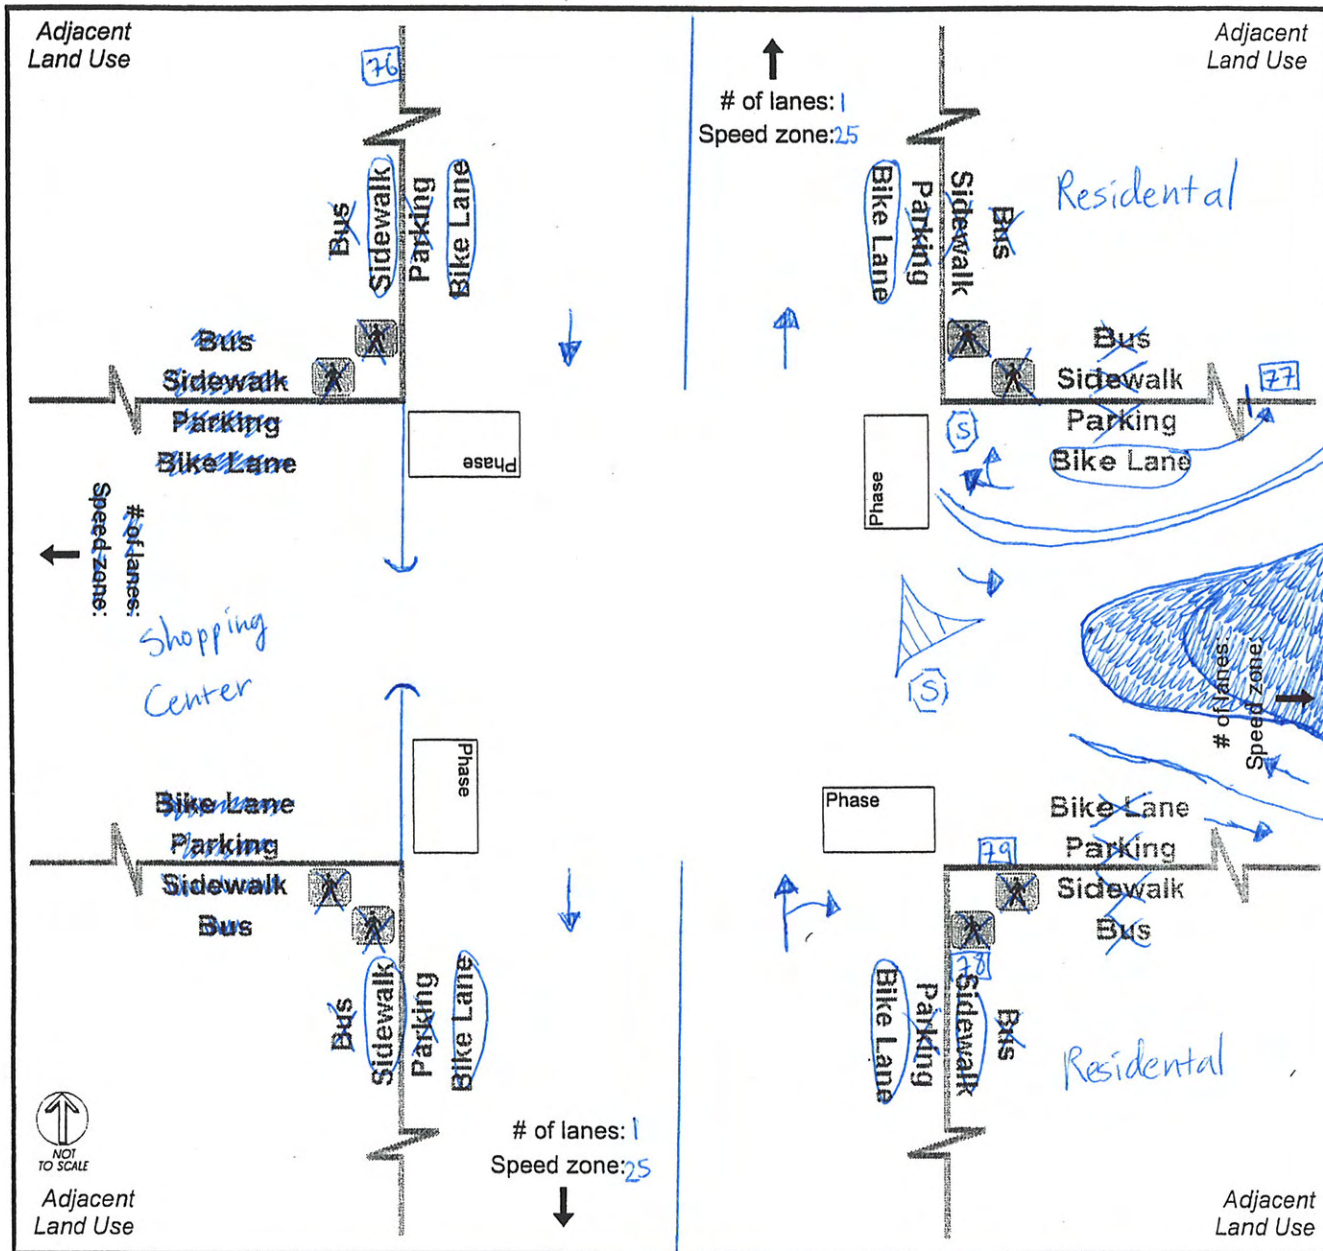 Adjacent
Land Use
76
# of lanes: 1
Speed zone:25
Adjacent
Land Use
Bus
Sidewalk
Parking
Bike Lane
Bike Lane
Parking
Sidewalk
Bus
Residental
Bus
Sidewalk
Parking
Bike Lane
Phase
Bus
Sidewalk
77
Parking
Bike Lane
S
Phase
# of lanes:
Speed zone:
Shopping
Center
S
# of lanes:
Speed zone:
Phase
Phase
Bike Lane
Parking
Sidewalk
Bus
Bike Lane
79
Parking
Sidewalk
Bus
78
Bus
Sidewalk
Parking
Bike Lane
Bike Lane
Parking
Sidewalk
Bus
Residental
NOT
TO SCALE
# of lanes: 1
Speed zone:25
Adjacent
Land Use
Adjacent
Land Use